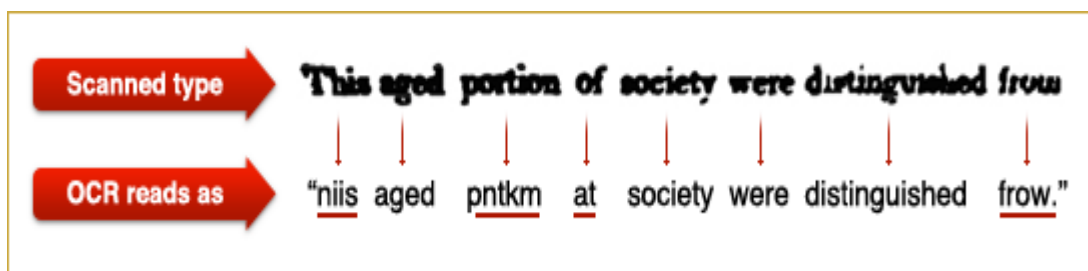 Scanned type This aged portion of society were distinguished from
OCR reads as "niis aged pntkm at society were distinguished frow."